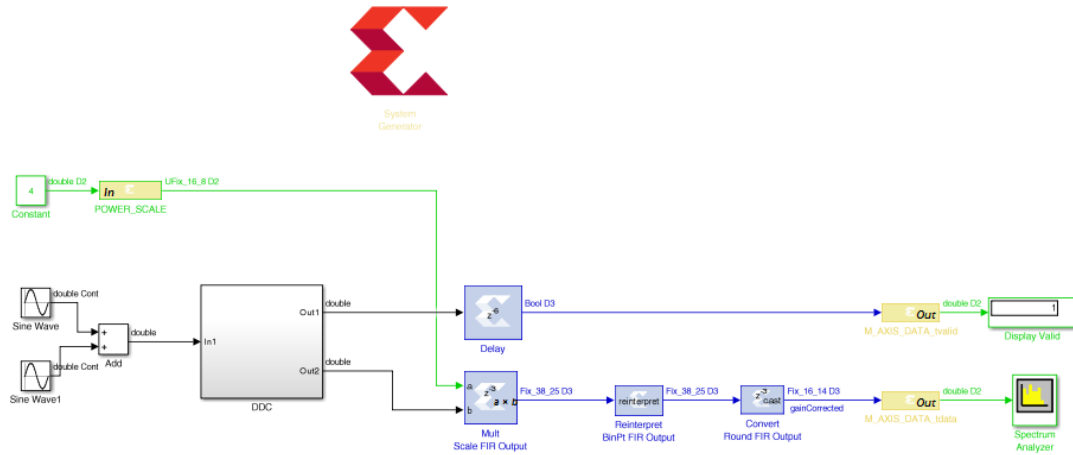 System
Generator
4
double D2
In
UFix_16_8 D2
Constant
POWER_SCALE
double Cont
Sine Wave
+
+
double
Add
double Cont
Sine Wave1
In1
Out1
Out2
DDC
double
double
z-6
Bool D3
Delay
Out
M_AXIS_DATA_tvalid
double D2
1
Display Valid
a
b
z-3
a × b
Mult
Scale FIR Output
Fix_38_25 D3
reinterpret
Reinterpret
BinPt FIR Output
Fix_38_25 D3
z-3
cast
Convert
Round FIR Output
Fix_16_14 D3
gainCorrected
Out
M_AXIS_DATA_tdata
double D2
Spectrum
Analyzer